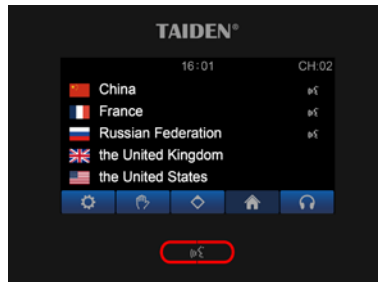 TAIDEN®
16:01 CH:02
China
France
Russian Federation
the United Kingdom
the United States